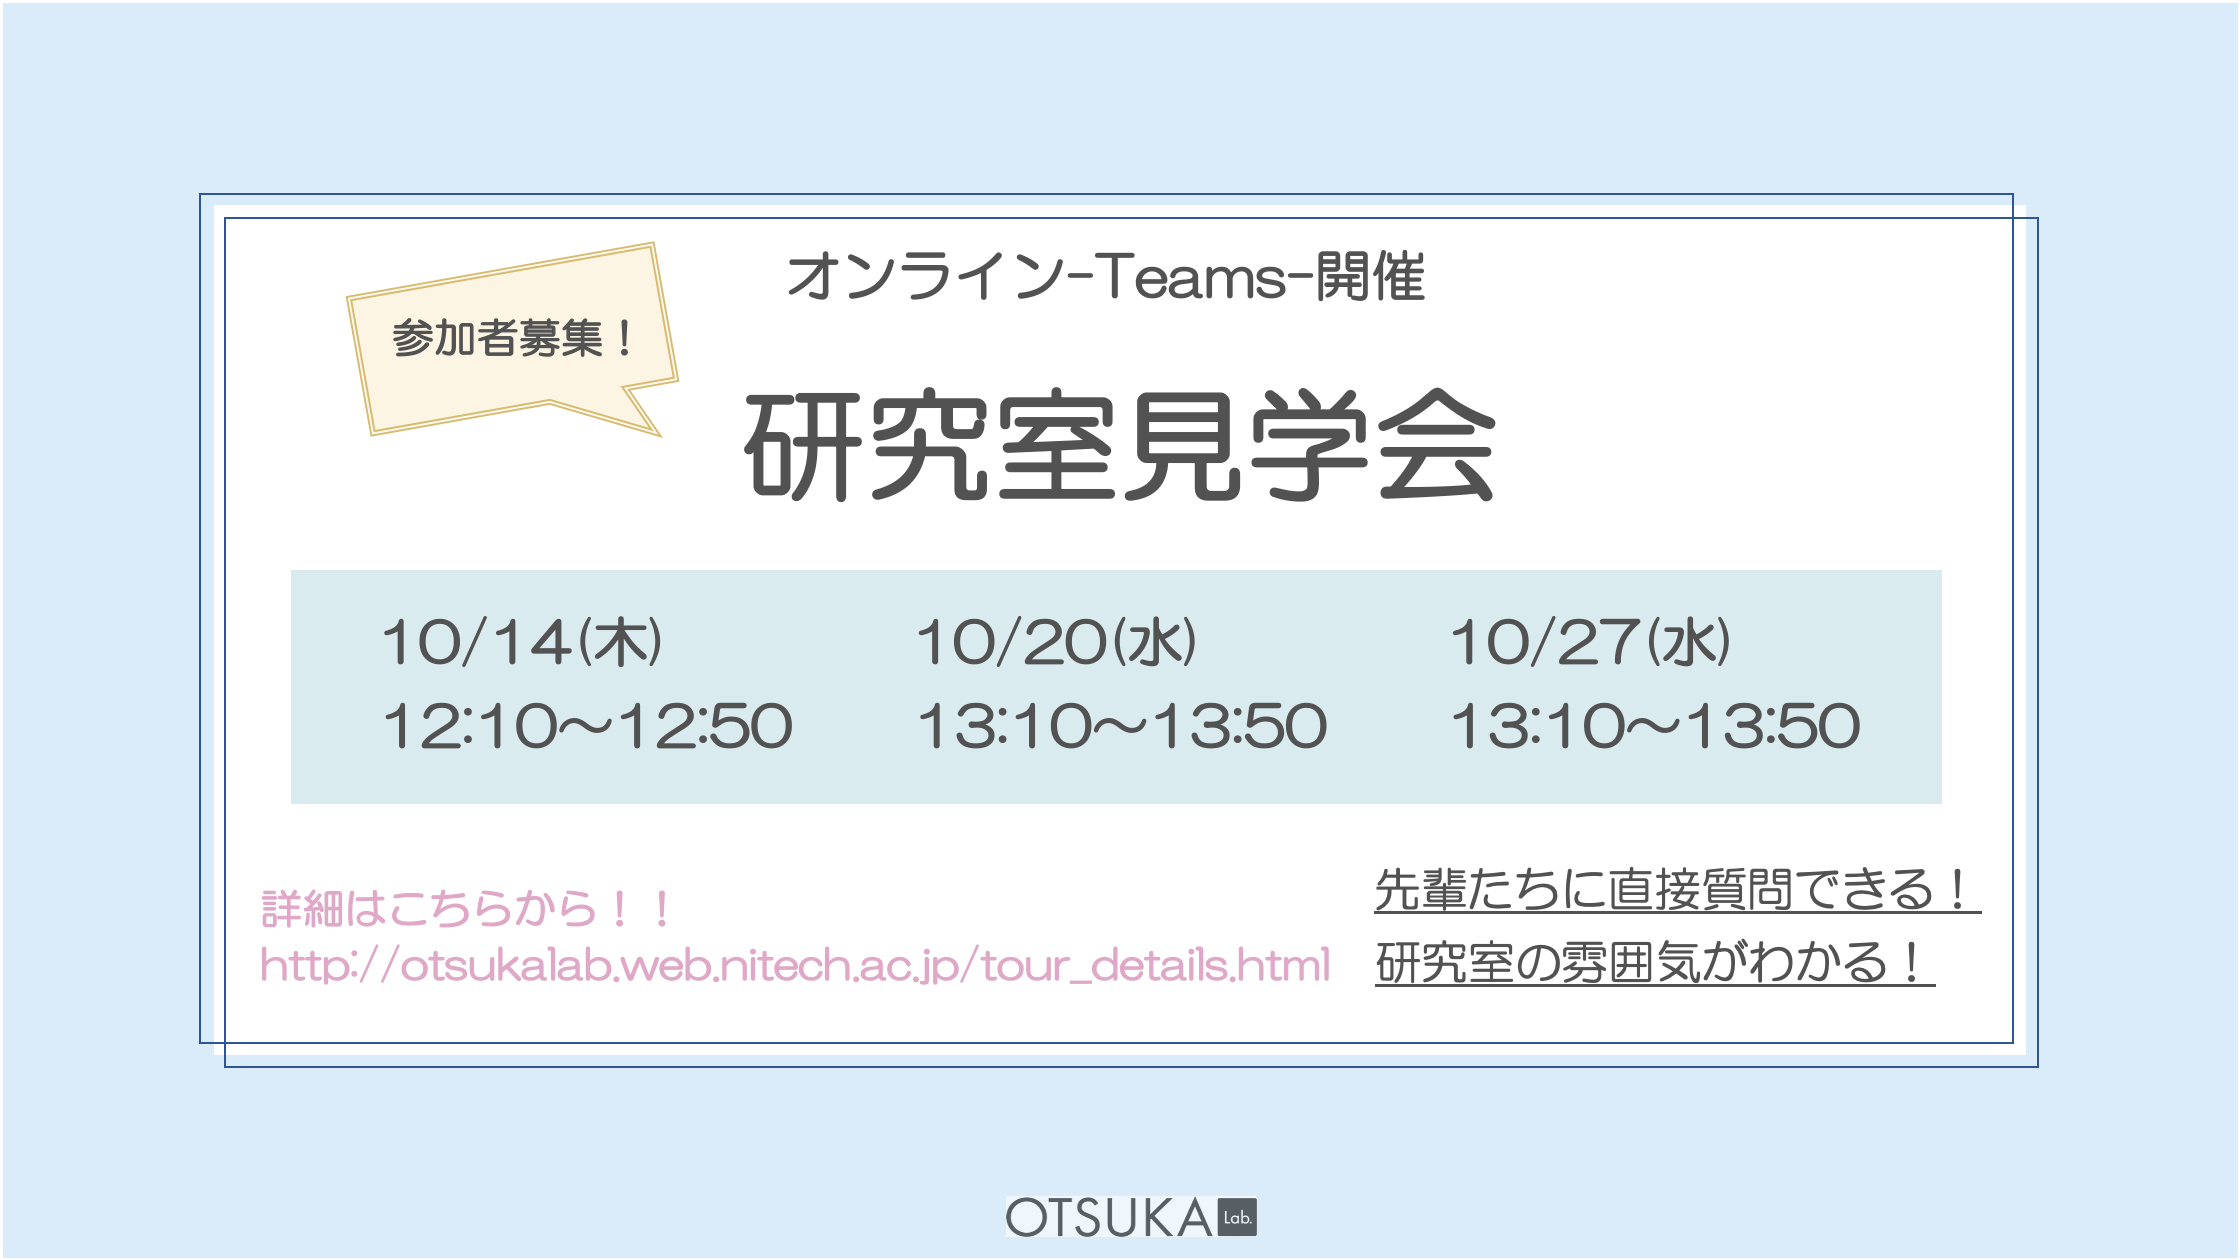 オンライン-Teams-開催
参加者募集！
研究室見学会
10/14(木)
12:10～12:50
10/20(水)
13:10～13:50
10/27(水)
13:10～13:50
詳細はこちらから！！
http://otsukalab.web.nitech.ac.jp/tour_details.html
先輩たちに直接質問できる！
研究室の雰囲気がわかる！
OTSUKA Lab.